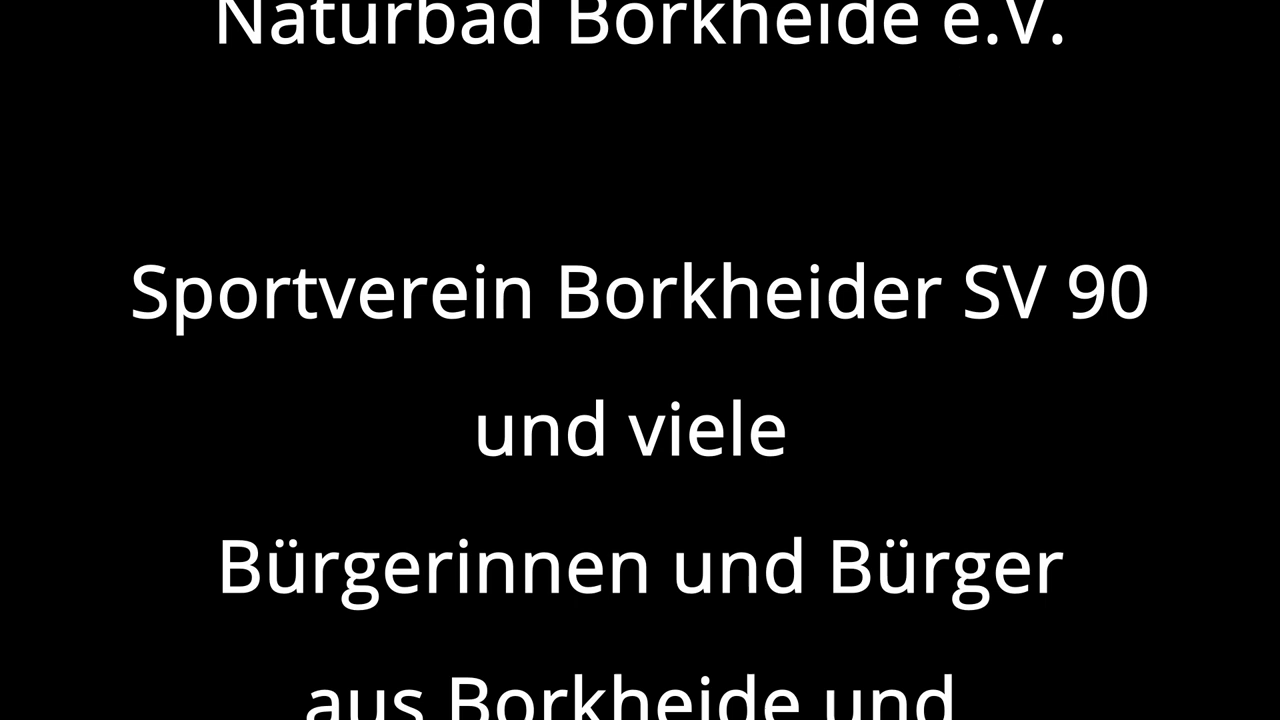 Naturbad Borkheide e.V.
Sportverein Borkheider SV 90
und viele
Bürgerinnen und Bürger
aus Borkheide und